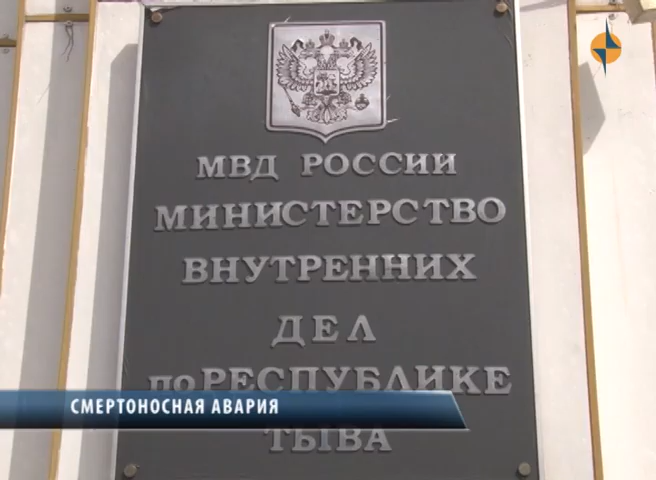 МВД РОССИИ
МИНИСТЕРСТВО
ВНУТРЕННИХ
ДЕЛ
по РЕСПУБЛИКЕ
СМЕРТОНОСНАЯ АВАРИЯ
ТЫВА